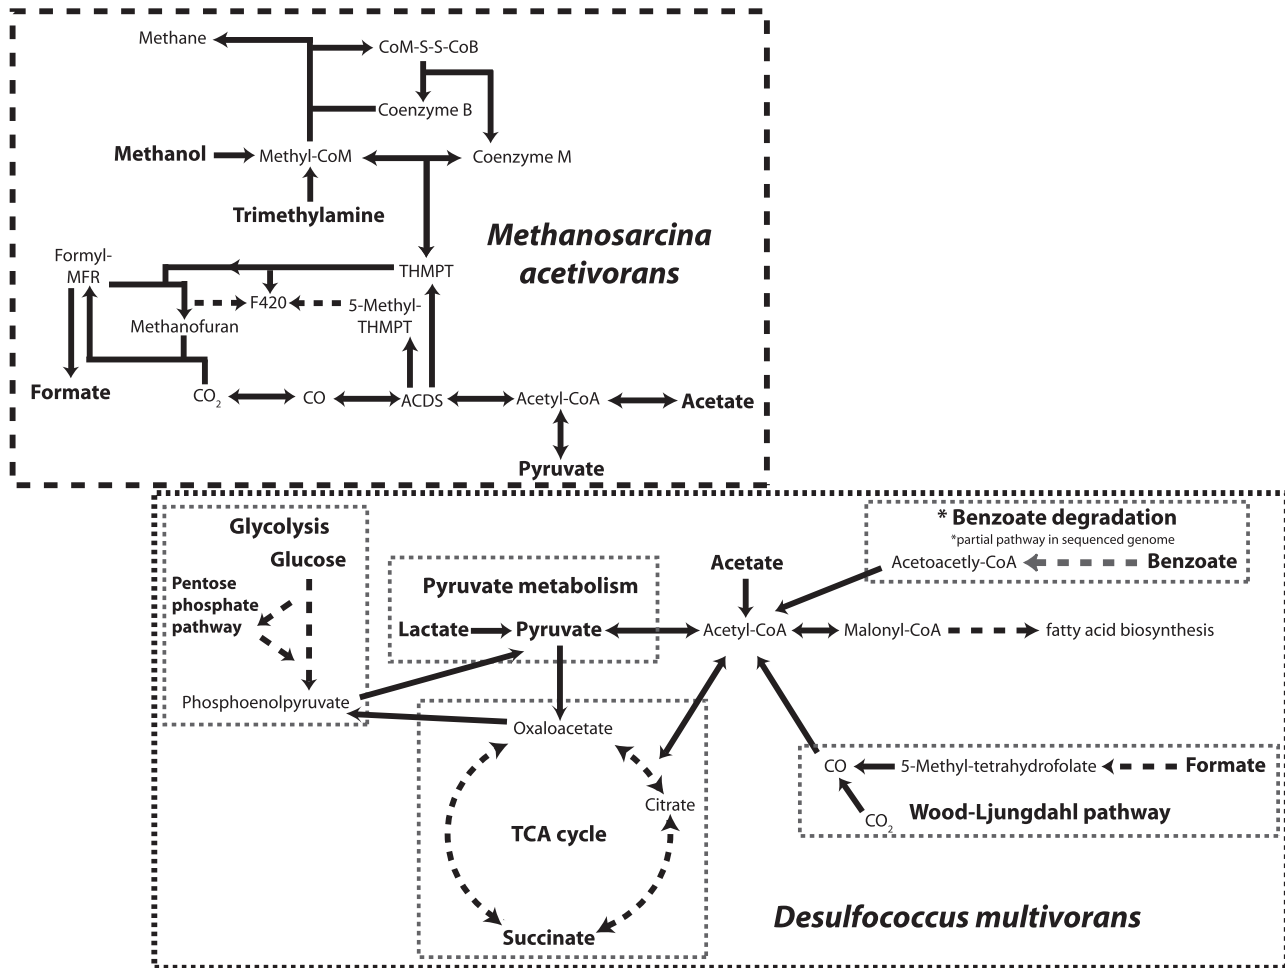 Methane
CoM-S-S-CoB
Coenzyme B
Methanol
Methyl-CoM
Coenzyme M
Trimethylamine
Methanosarcina
acetivorans
Formyl-
MFR
THMPT
F420
5-Methyl-
THMPT
Methanofuran
Formate
CO2
CO
ACDS
Acetyl-CoA
Acetate
Pyruvate
Glycolysis
Glucose
Pentose
phosphate
pathway
Phosphoenolpyruvate
Pyruvate metabolism
Lactate
Pyruvate
Acetate
* Benzoate degradation
*partial pathway in sequenced genome
Acetoacetly-CoA
Benzoate
Acetyl-CoA
Malonyl-CoA
fatty acid biosynthesis
Oxaloacetate
Citrate
TCA cycle
Succinate
CO
5-Methyl-tetrahydrofolate
Formate
CO2
Wood-Ljungdahl pathway
Desulfococcus multivorans